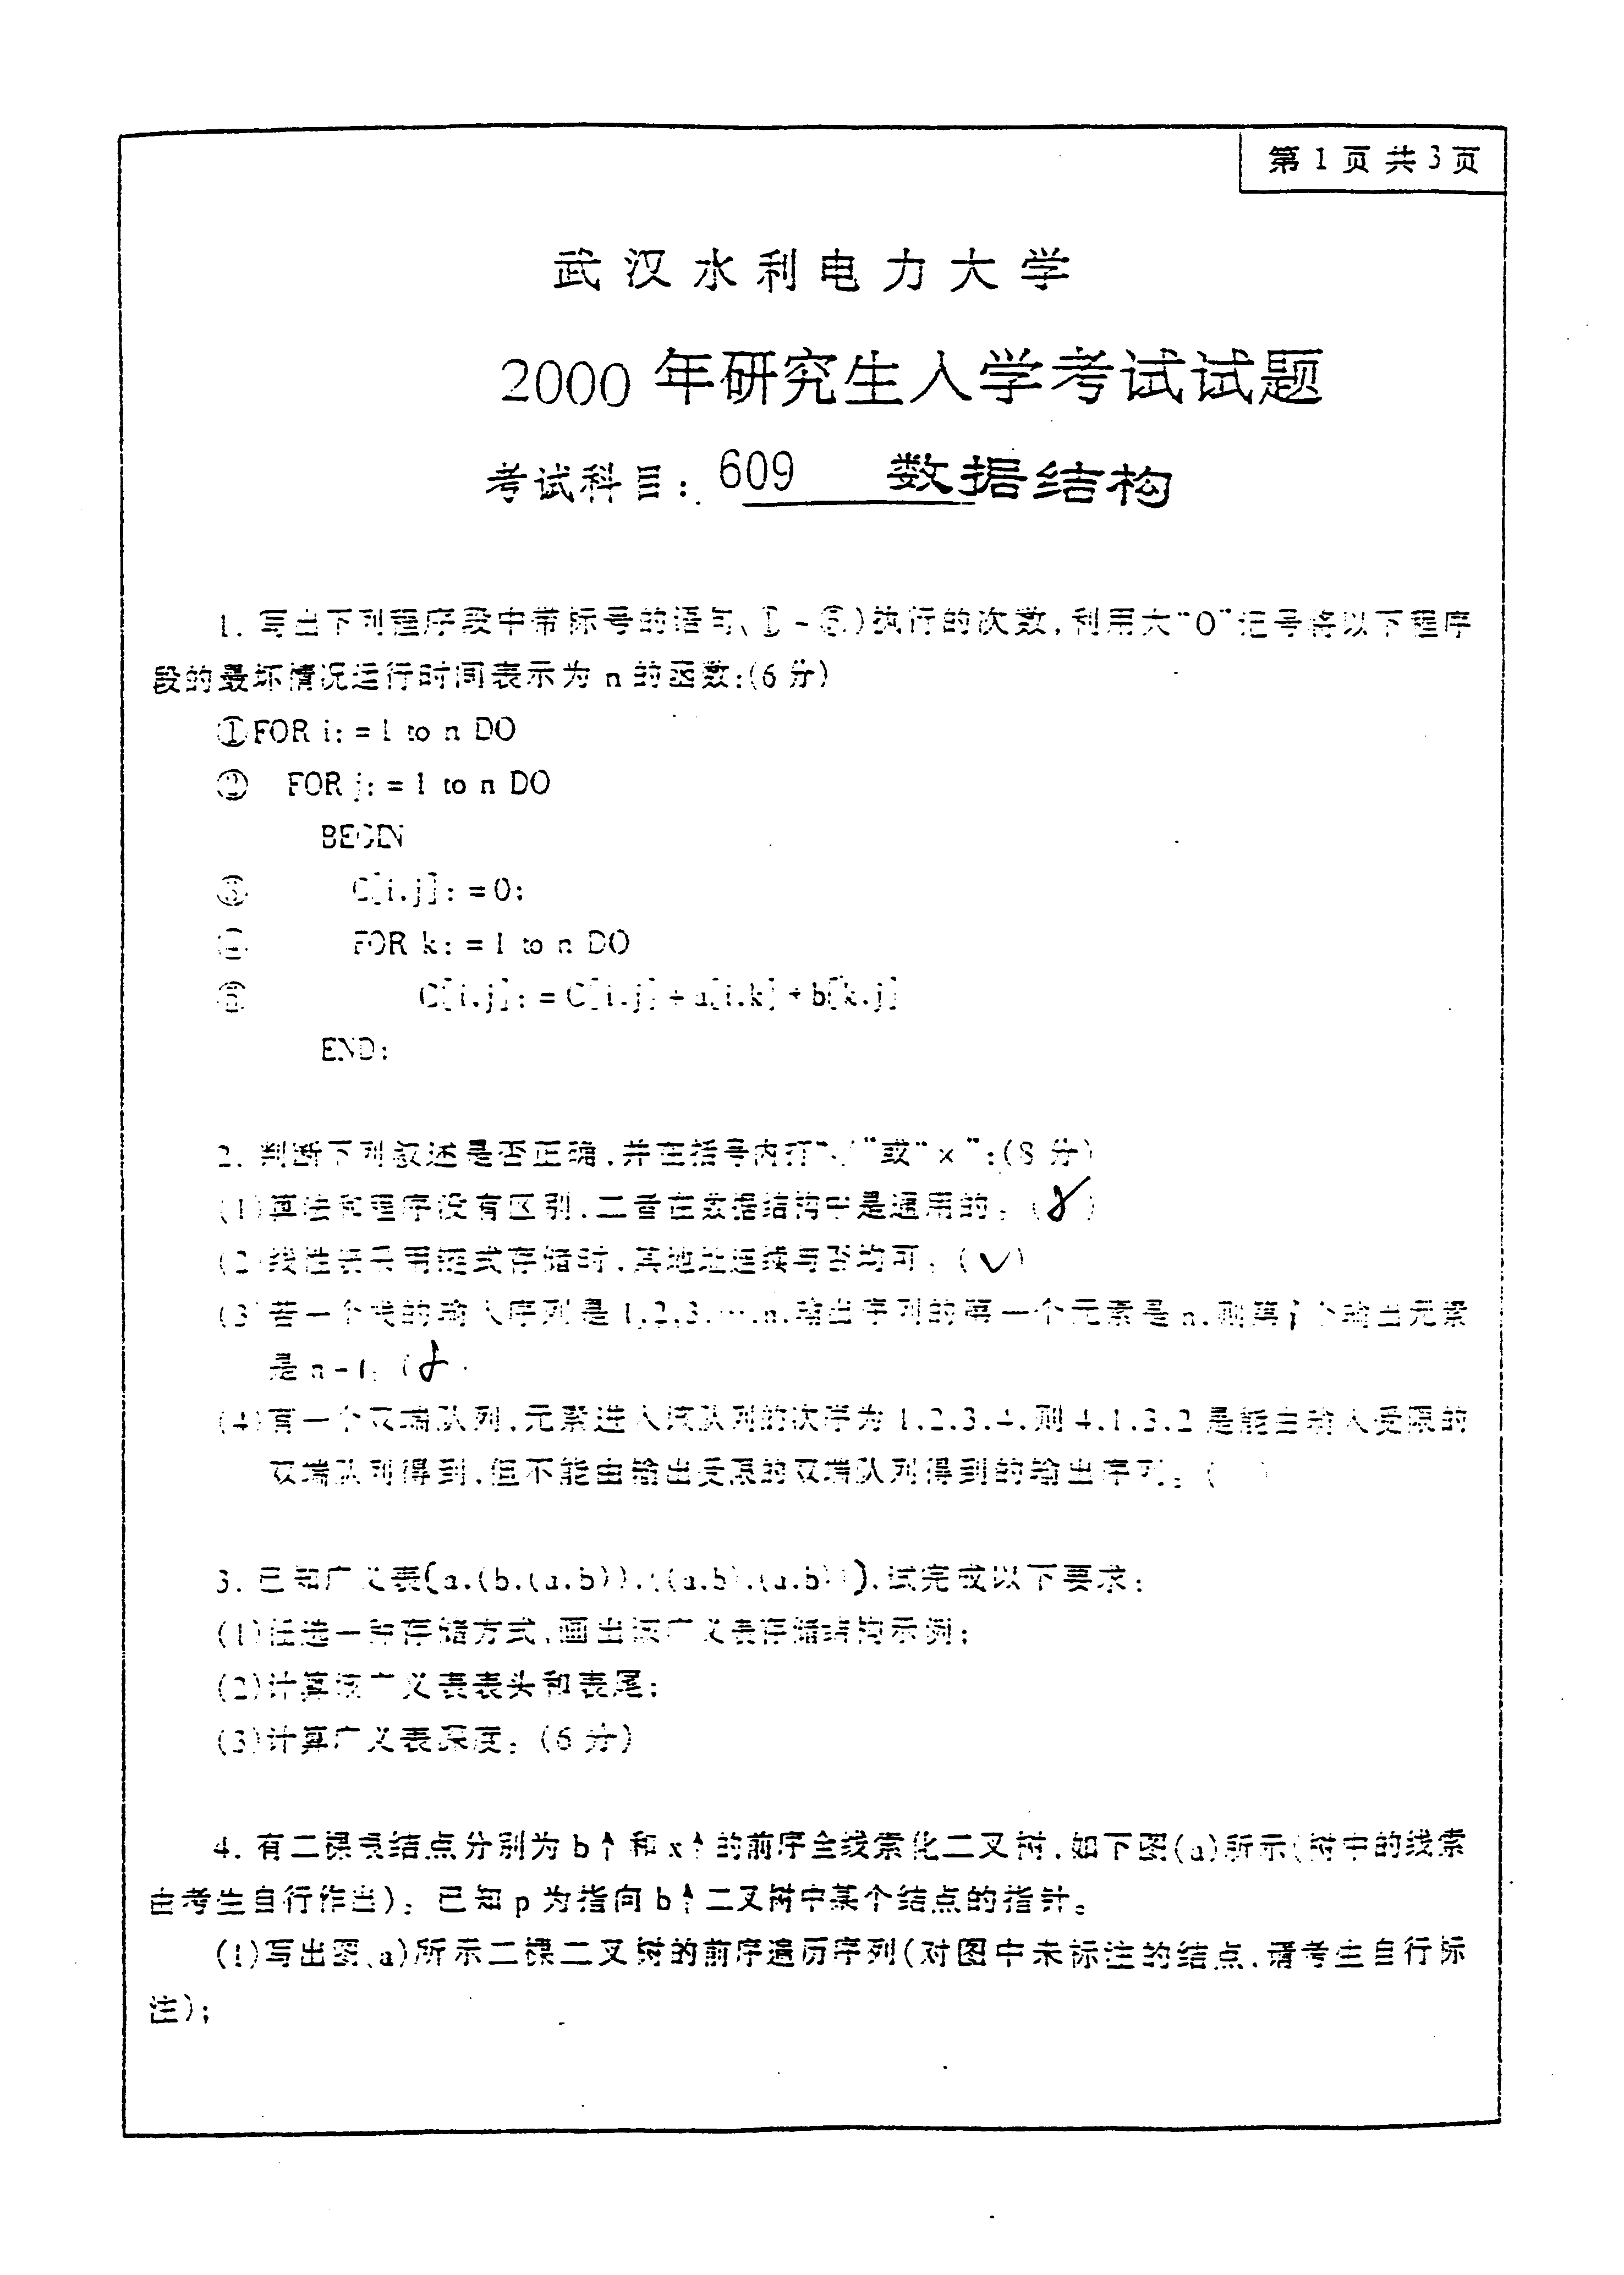 第 1 页 共 3 页
武汉水利电力大学
2000 年研究生入学考试试题
考试科目: 609 数据结构
1. 写出下列程序段中带标号的语句(①~⑤)执行的次数,利用大"O"记号将以下程序
段的最坏情况运行时间表示为 n 的函数:(6 分)
①FOR i: = 1 to n DO
② FOR j: = 1 to n DO
BEGIN
③ C[i,j]: = 0;
④ FOR k: = 1 to n DO
⑤ C[i,j]: = C[i,j] + a[i,k] * b[k,j]
END;
2. 判断下列叙述是否正确,并在括号内打"√"或"×":(8 分)
(1)算法和程序没有区别,二者在数据结构中是通用的。( )
(2)线性表采用链式存储时,其地址连续与否均可。(√)
(3)若一个栈的输入序列是 1,2,3,…,n,输出序列的第一个元素是 n,则第 i 个输出元素
是 n-i。(
(4)有一个双端队列,元素进入该队列的次序为 1,2,3,4,则 4,1,3,2 是能由输入受限的
双端队列得到,但不能由输出受限的双端队列得到的输出序列。( )
3. 已知广义表(a,(b,(a,b)),((a,b),(a,b))),试完成以下要求:
(1)任选一种存储方式,画出该广义表存储结构示例;
(2)计算该广义表表头和表尾;
(3)计算广义表深度。(6 分)
4. 有二棵根结点分别为 b↑ 和 x↑ 的前序全线索化二叉树,如下图(a)所示(树中的线索
由考生自行作出)。已知 p 为指向 b↑ 二叉树中某个结点的指针。
(1)写出图(a)所示二棵二叉树的前序遍历序列(对图中未标注的结点,请考生自行标
注);